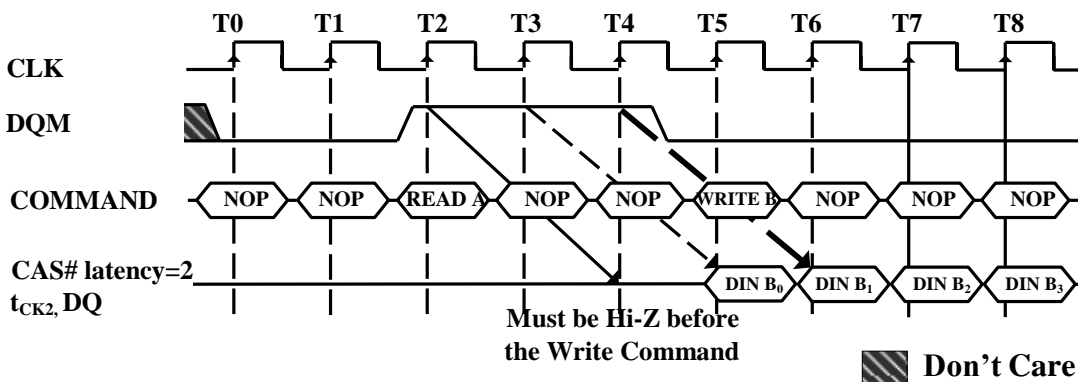 T0 T1 T2 T3 T4 T5 T6 T7 T8
CLK
DQM
COMMAND NOP NOP READ A NOP NOP WRITE B NOP NOP NOP
CAS# latency=2
tCK2, DQ DIN B0 DIN B1 DIN B2 DIN B3
Must be Hi-Z before
the Write Command
Don't Care